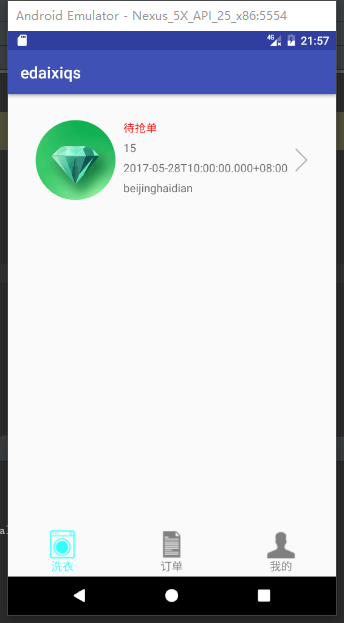 Android Emulator - Nexus_5X_API_25_x86:5554
4G 21:57
edaixiqs
待抢单
15
2017-05-28T10:00:00.000+08:00
beijinghaidian
洗衣 订单 我的